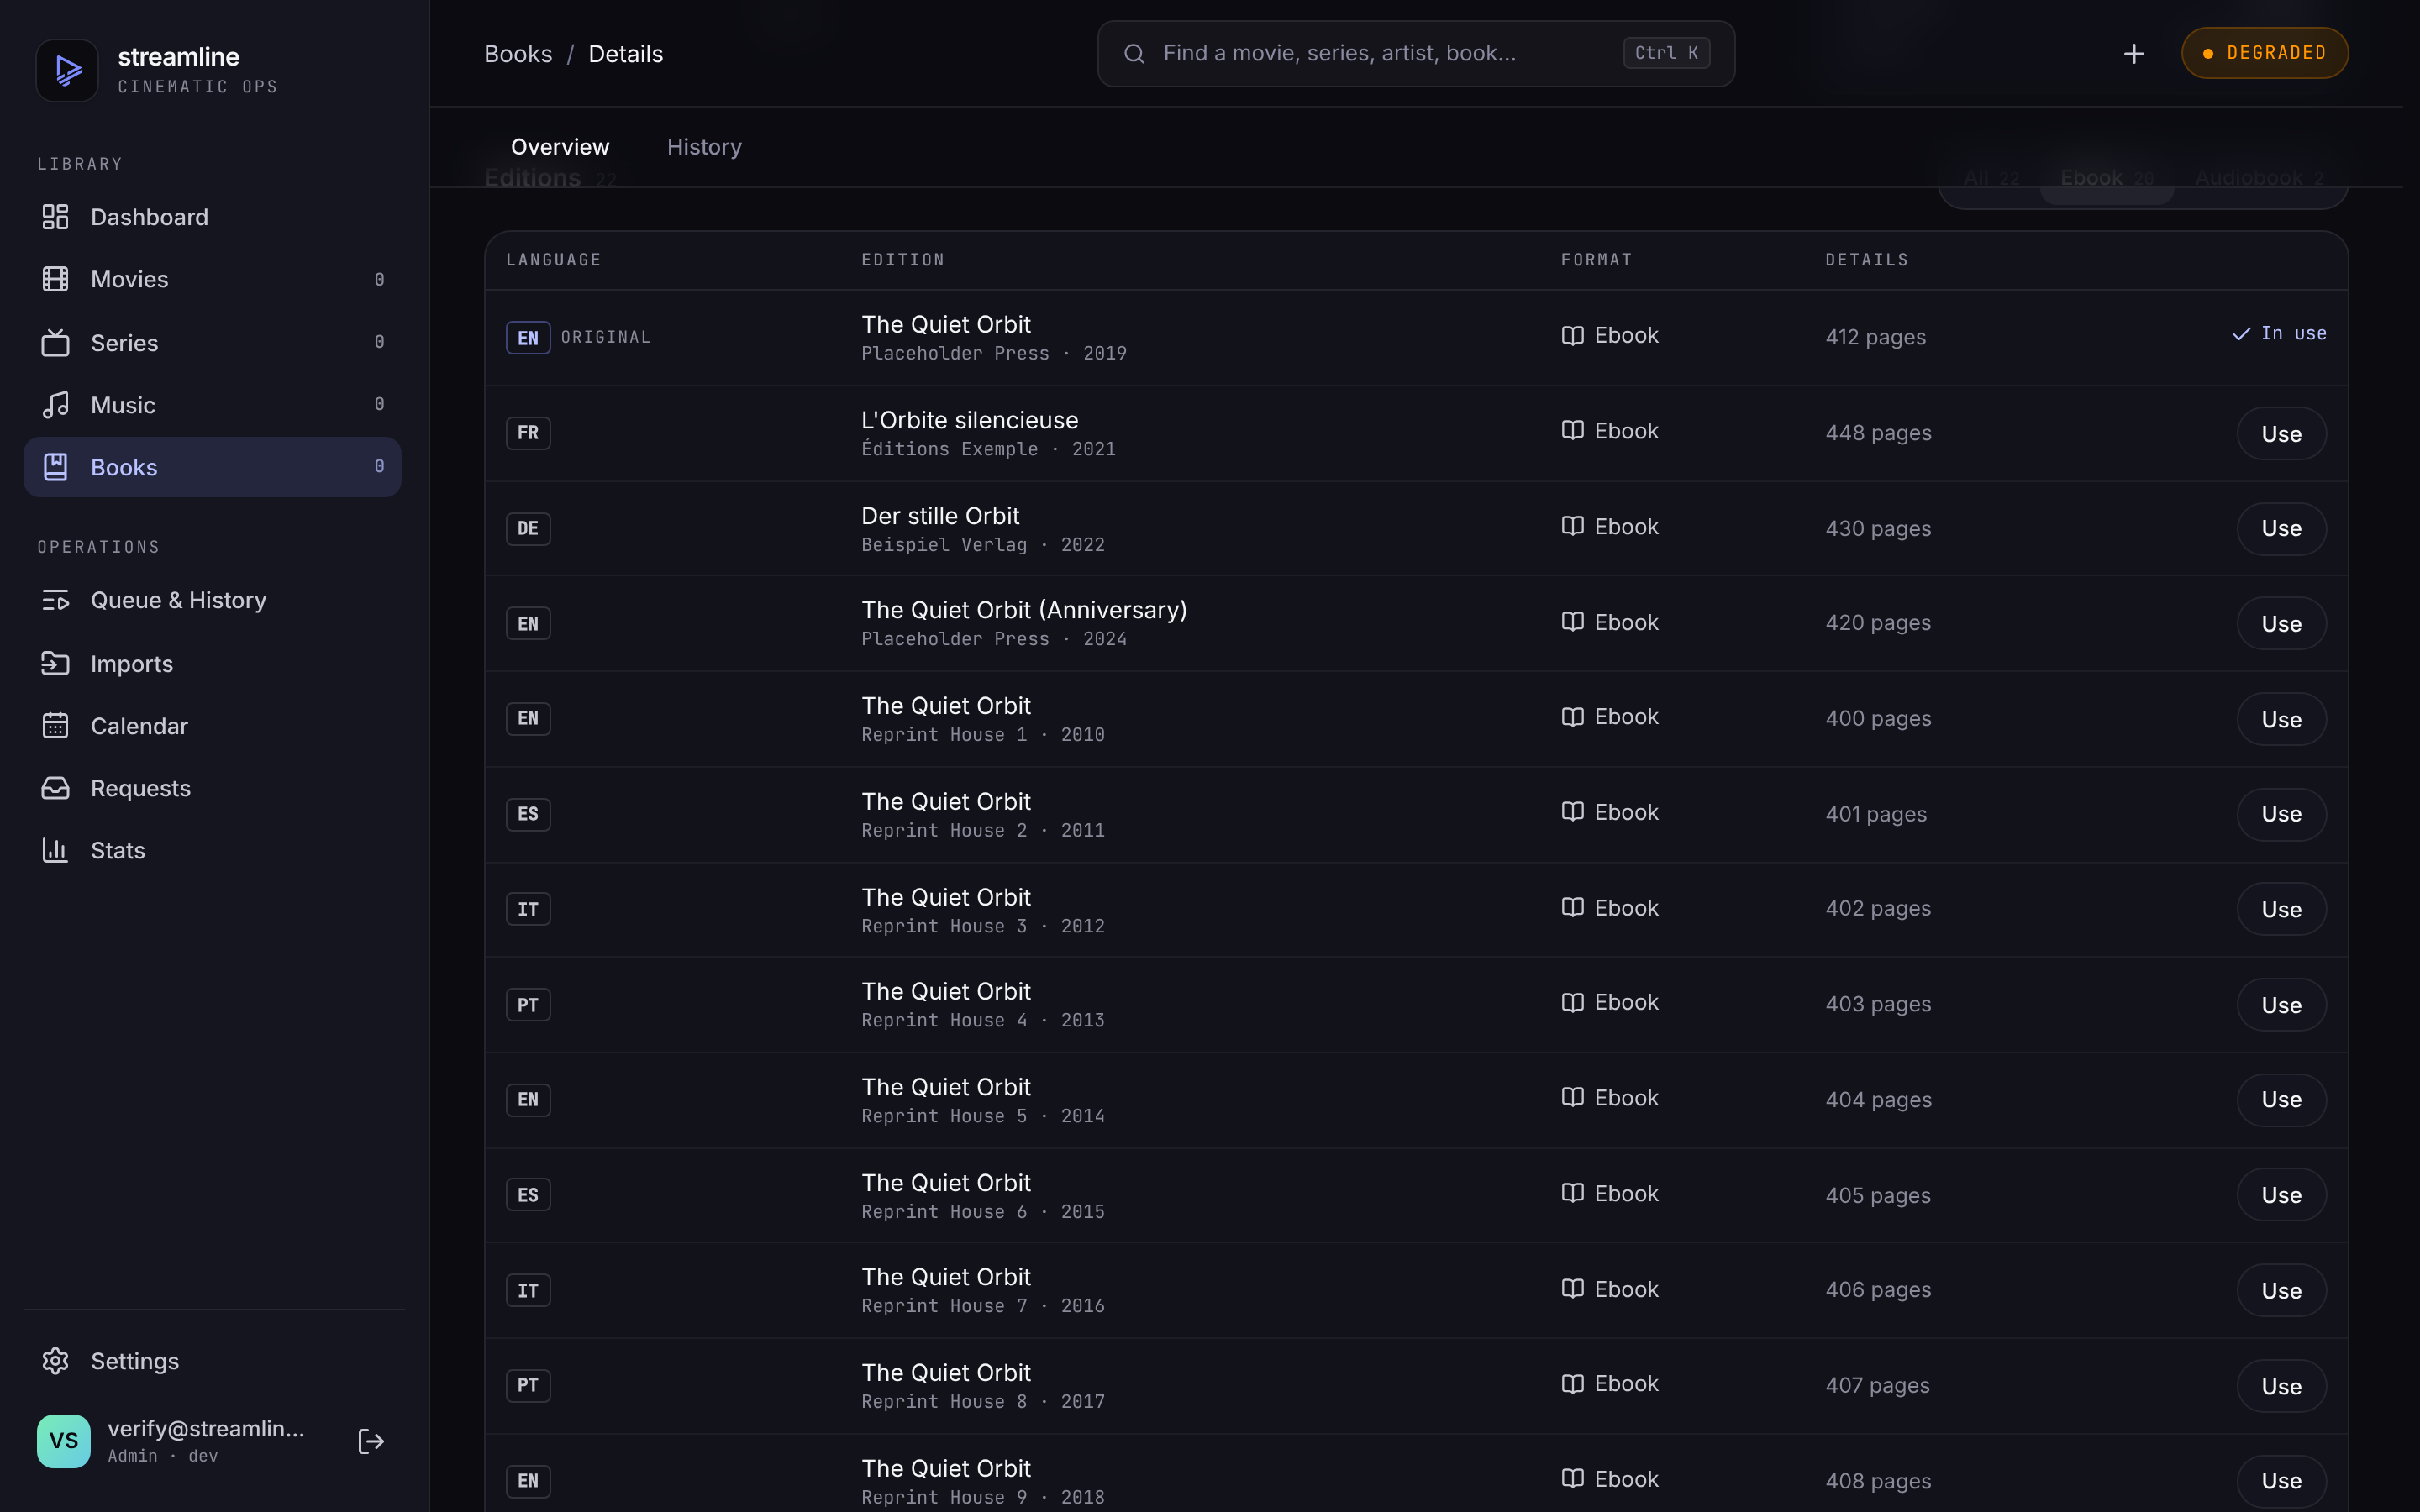 streamline
CINEMATIC OPS
LIBRARY
Dashboard
Movies 0
Series 0
Music 0
Books 0
OPERATIONS
Queue & History
Imports
Calendar
Requests
Stats
Settings
VS
verify@streamlin...
Admin · dev
Books / Details
Find a movie, series, artist, book... Ctrl K
DEGRADED
Overview History
Editions 22
All 22 Ebook 20 Audiobook 2
LANGUAGE EDITION FORMAT DETAILS
EN ORIGINAL The Quiet Orbit Ebook 412 pages In use
Placeholder Press · 2019
FR L'Orbite silencieuse Ebook 448 pages Use
Éditions Exemple · 2021
DE Der stille Orbit Ebook 430 pages Use
Beispiel Verlag · 2022
EN The Quiet Orbit (Anniversary) Ebook 420 pages Use
Placeholder Press · 2024
EN The Quiet Orbit Ebook 400 pages Use
Reprint House 1 · 2010
ES The Quiet Orbit Ebook 401 pages Use
Reprint House 2 · 2011
IT The Quiet Orbit Ebook 402 pages Use
Reprint House 3 · 2012
PT The Quiet Orbit Ebook 403 pages Use
Reprint House 4 · 2013
EN The Quiet Orbit Ebook 404 pages Use
Reprint House 5 · 2014
ES The Quiet Orbit Ebook 405 pages Use
Reprint House 6 · 2015
IT The Quiet Orbit Ebook 406 pages Use
Reprint House 7 · 2016
PT The Quiet Orbit Ebook 407 pages Use
Reprint House 8 · 2017
EN The Quiet Orbit Ebook 408 pages Use
Reprint House 9 · 2018